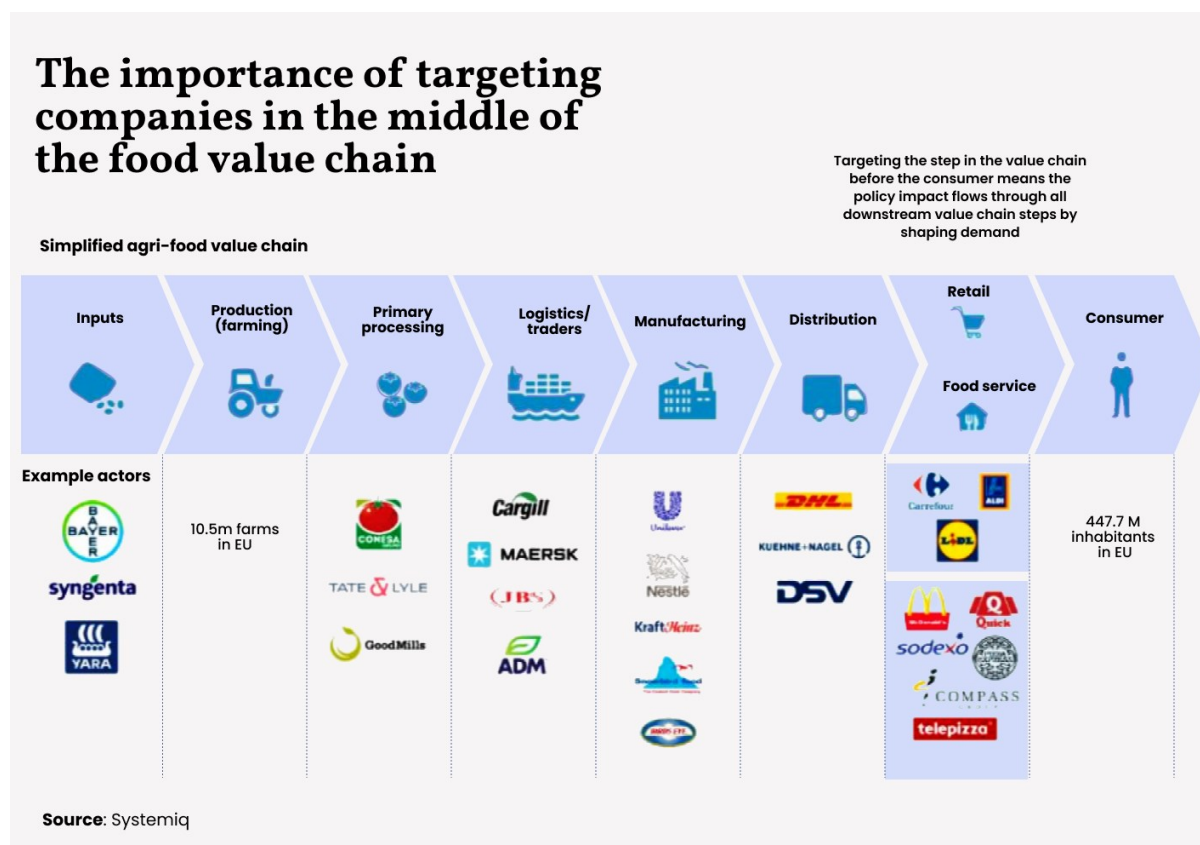 The importance of targeting
companies in the middle of
the food value chain
Targeting the step in the value chain
before the consumer means the
policy impact flows through all
downstream value chain steps by
shaping demand
Simplified agri-food value chain
Inputs
Production
(farming)
Primary
processing
Logistics/
traders
Manufacturing
Distribution
Retail
Food service
Consumer
Example actors
BAYER
BAYER
syngenta
YARA
10.5m farms
in EU
CONESA
TATE & LYLE
GoodMills
Cargill
MAERSK
JBS
ADM
Unilever
Nestlé
KraftHeinz
BIRDS EYE
DHL
KUEHNE+NAGEL
DSV
Carrefour
ALDI
LIDL
McDonald's
Q
Quick
sodexo
COMPASS
telepizza
447.7 M
inhabitants
in EU
Source: Systemiq